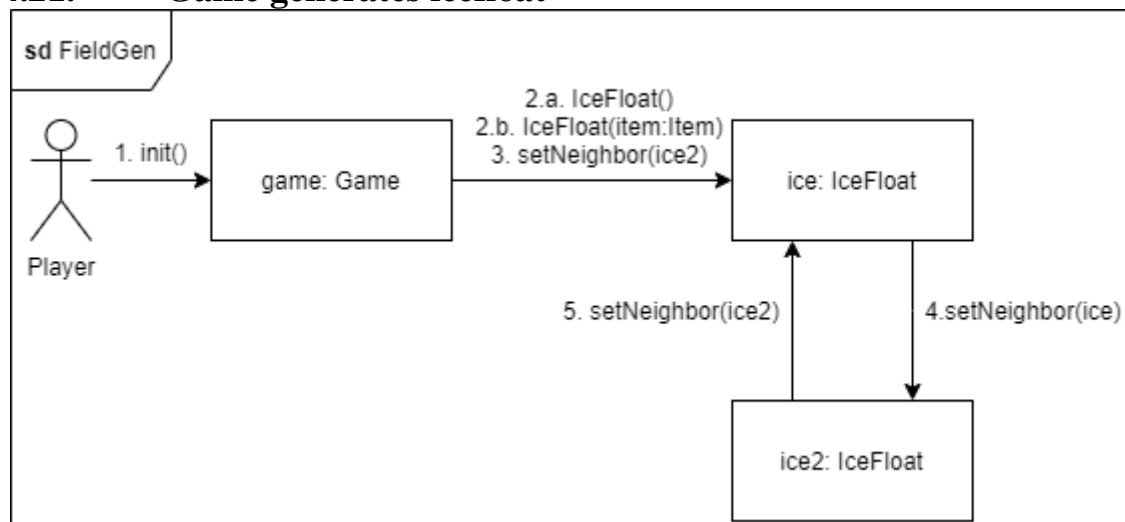 Game generates icefloat
sd FieldGen
2.a. IceFloat()
2.b. IceFloat(item:Item)
1. init()
3. setNeighbor(ice2)
game: Game
ice: IceFloat
Player
5. setNeighbor(ice2)
4.setNeighbor(ice)
ice2: IceFloat